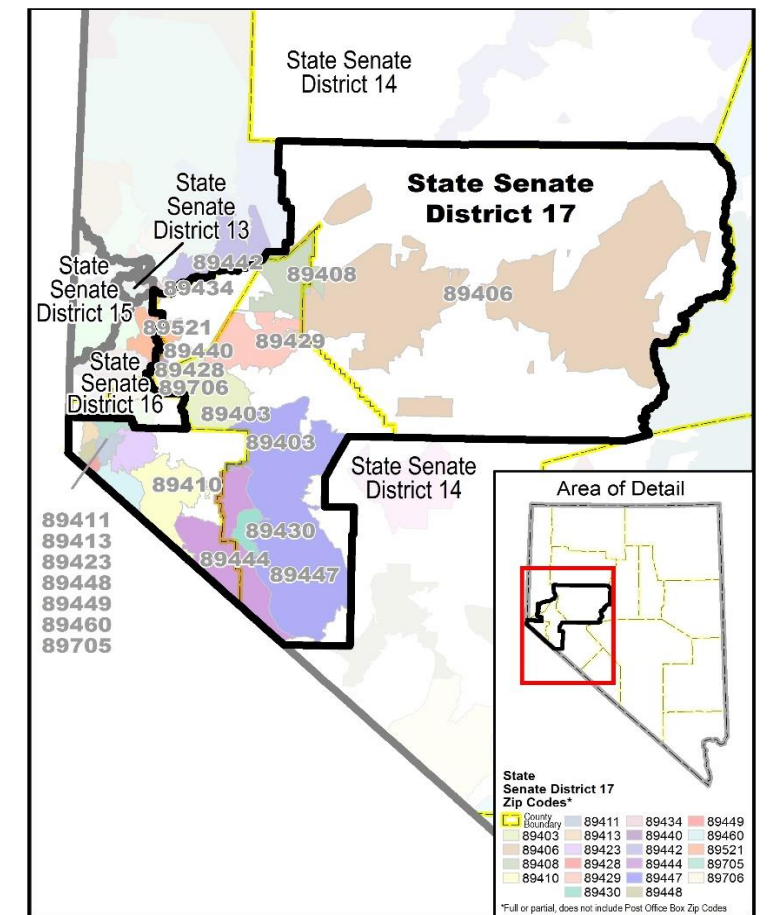 State Senate
District 14
State Senate
District 17
State
Senate
District 13
State
Senate
District 15
State
Senate
District 16
89442
89434
89408
89406
89521
89440
89429
89428
89706
89403
89403
State Senate
District 14
89410
89430
89444
89447
89411
89413
89423
89448
89449
89460
89705
Area of Detail
State
Senate District 17
Zip Codes*
County
Boundary
89403
89406
89408
89410
89411
89413
89423
89428
89429
89430
89434
89440
89442
89444
89447
89448
89449
89460
89521
89705
89706
*Full or partial, does not include Post Office Box Zip Codes